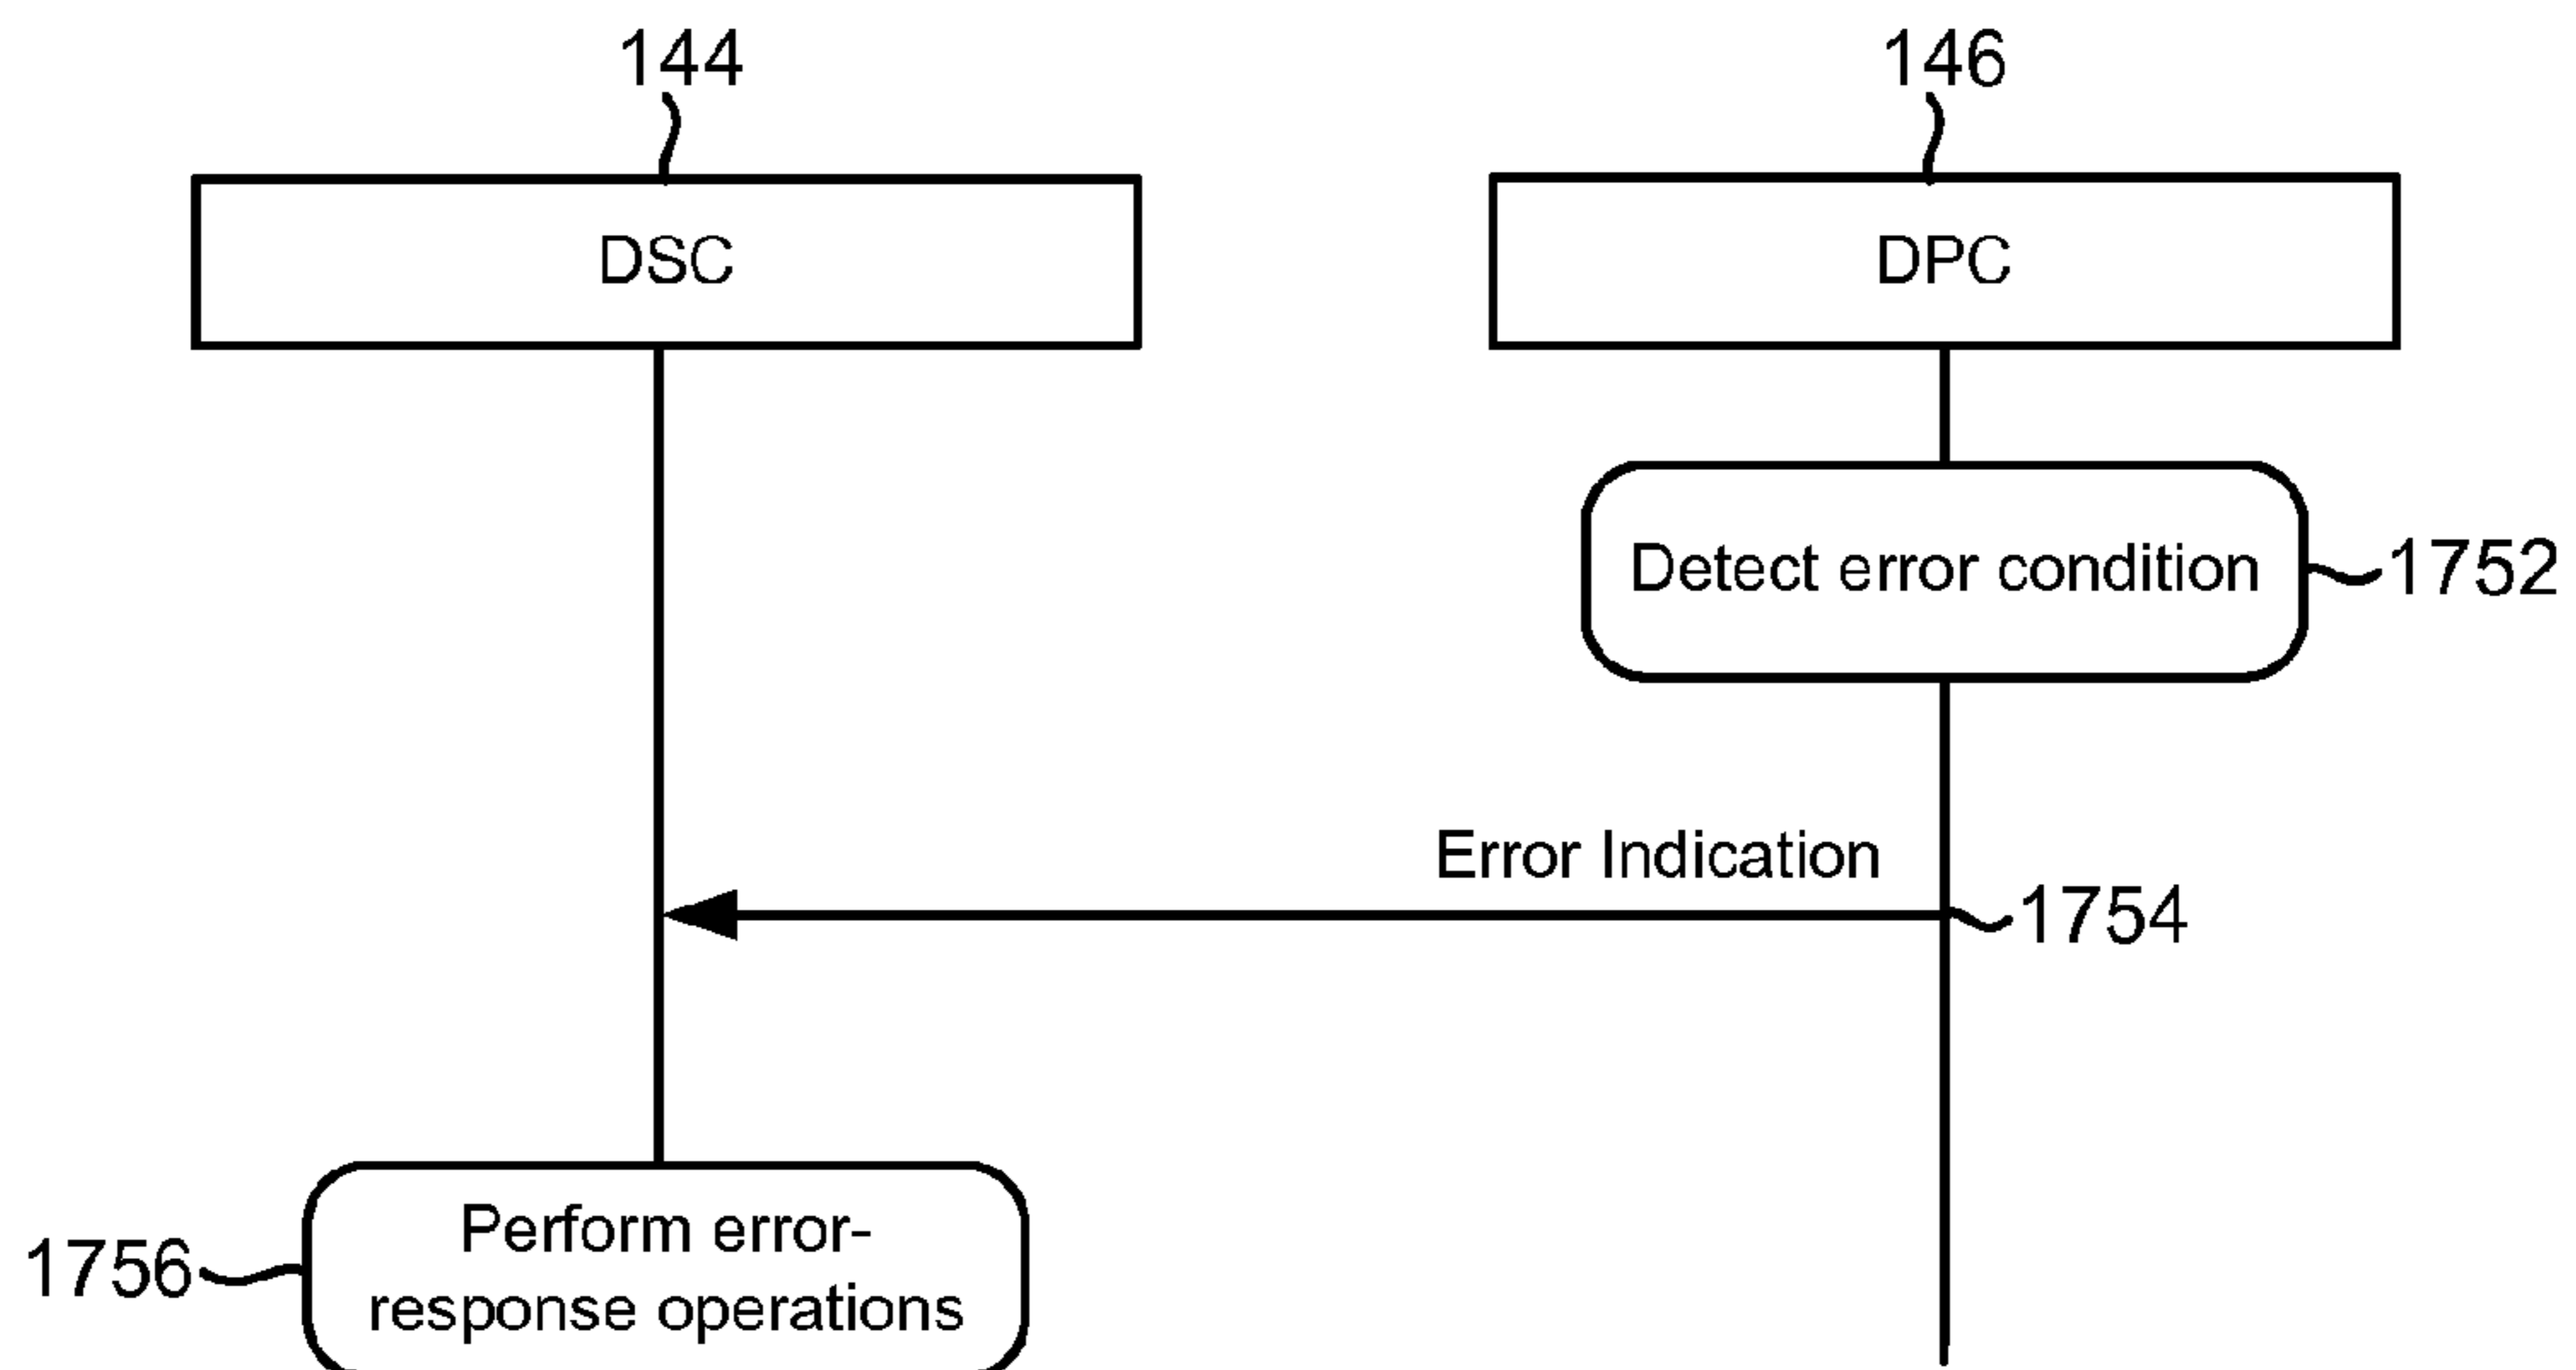 144
146
DSC
DPC
Detect error condition
1752
Error Indication
1754
1756
Perform error-
response operations